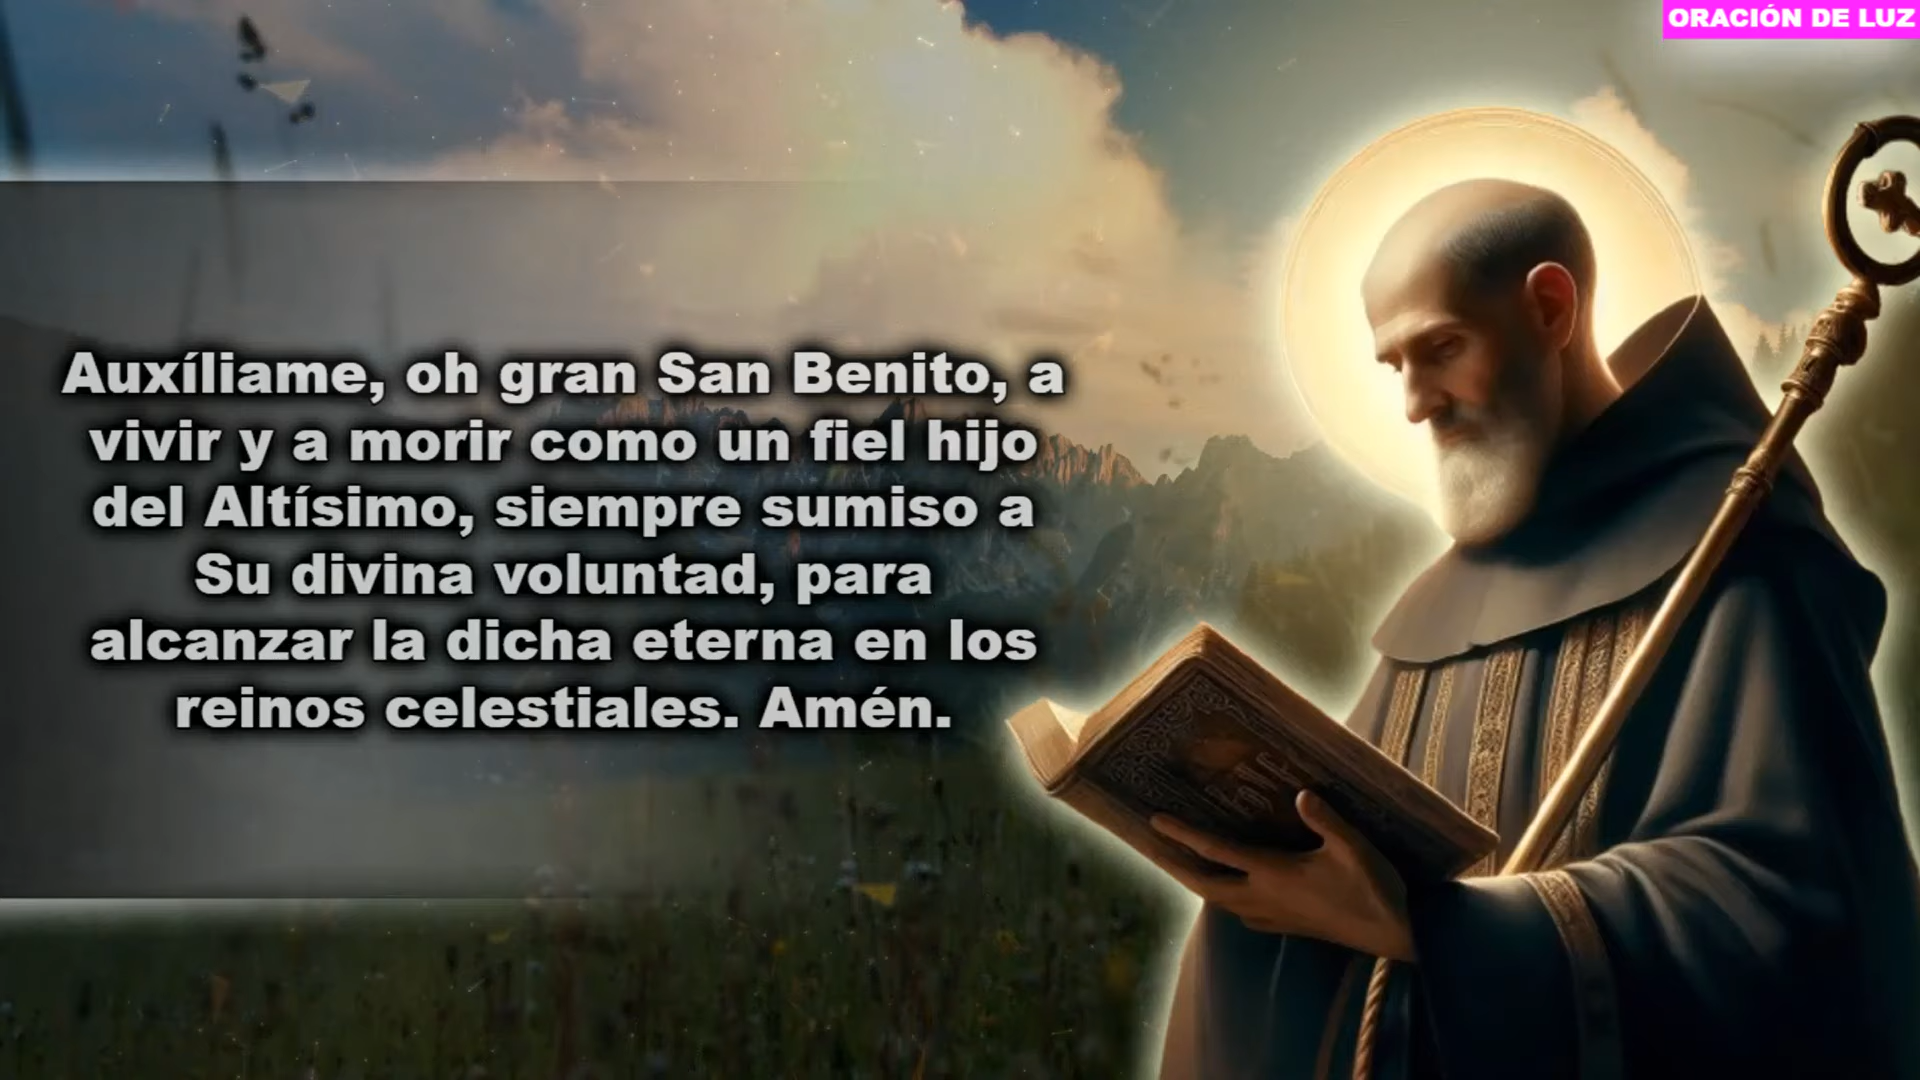 ORACIÓN DE LUZ
Auxíliame, oh gran San Benito, a
vivir y a morir como un fiel hijo
del Altísimo, siempre sumiso a
Su divina voluntad, para
alcanzar la dicha eterna en los
reinos celestiales. Amén.